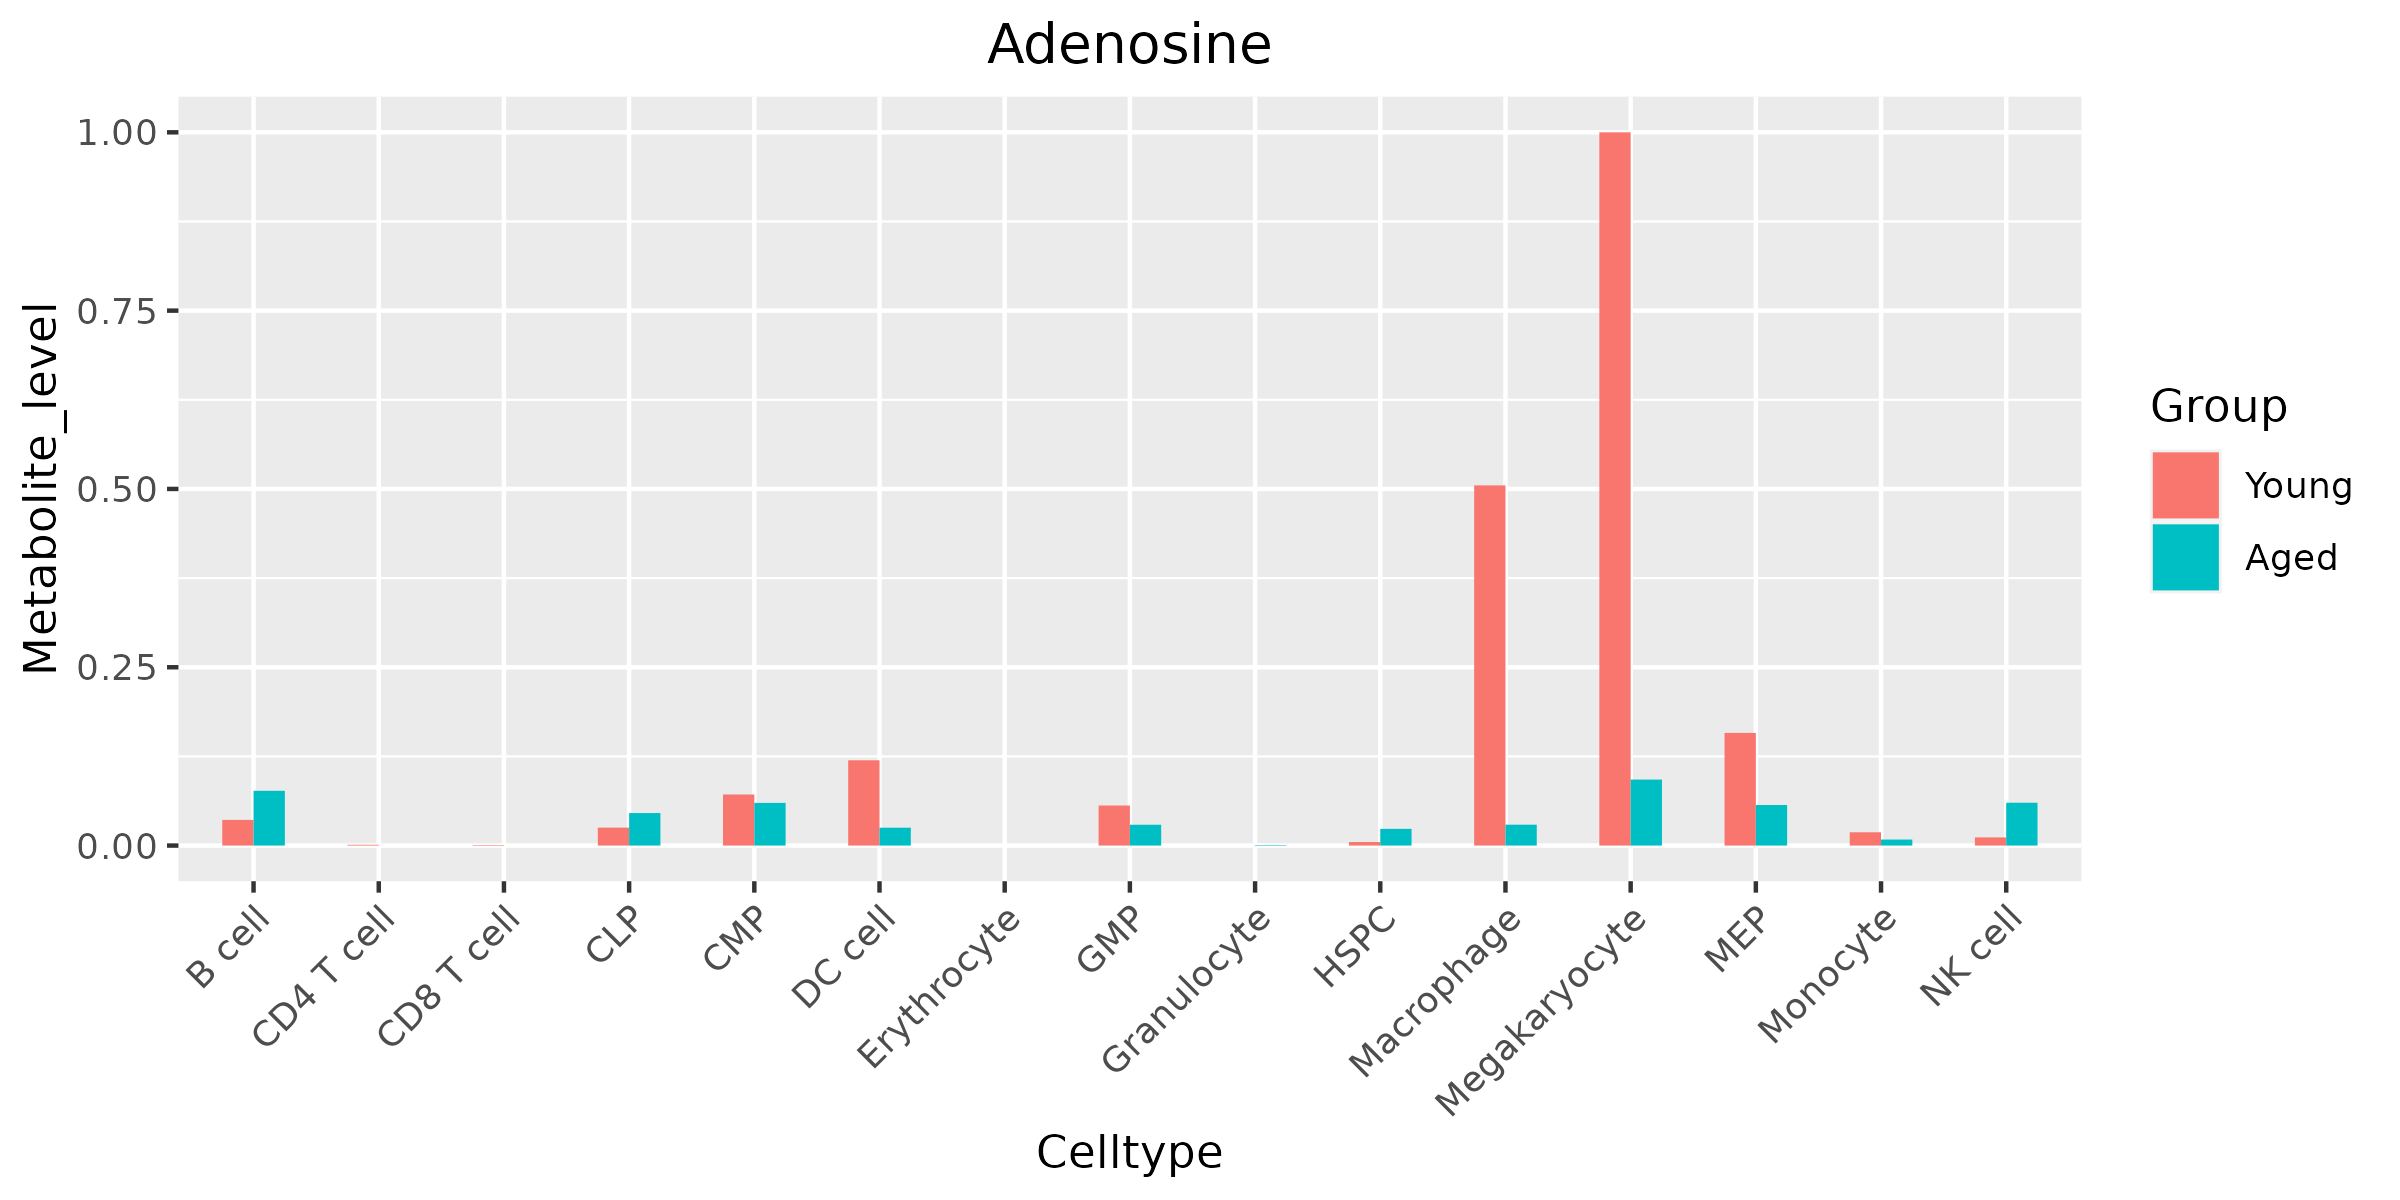 Adenosine
Metabolite_level
1.00
0.75
0.50
0.25
0.00
B cell
CD4 T cell
CD8 T cell
CLP
CMP
DC cell
Erythrocyte
GMP
Granulocyte
HSPC
Macrophage
Megakaryocyte
MEP
Monocyte
NK cell
Celltype
Group
Young
Aged